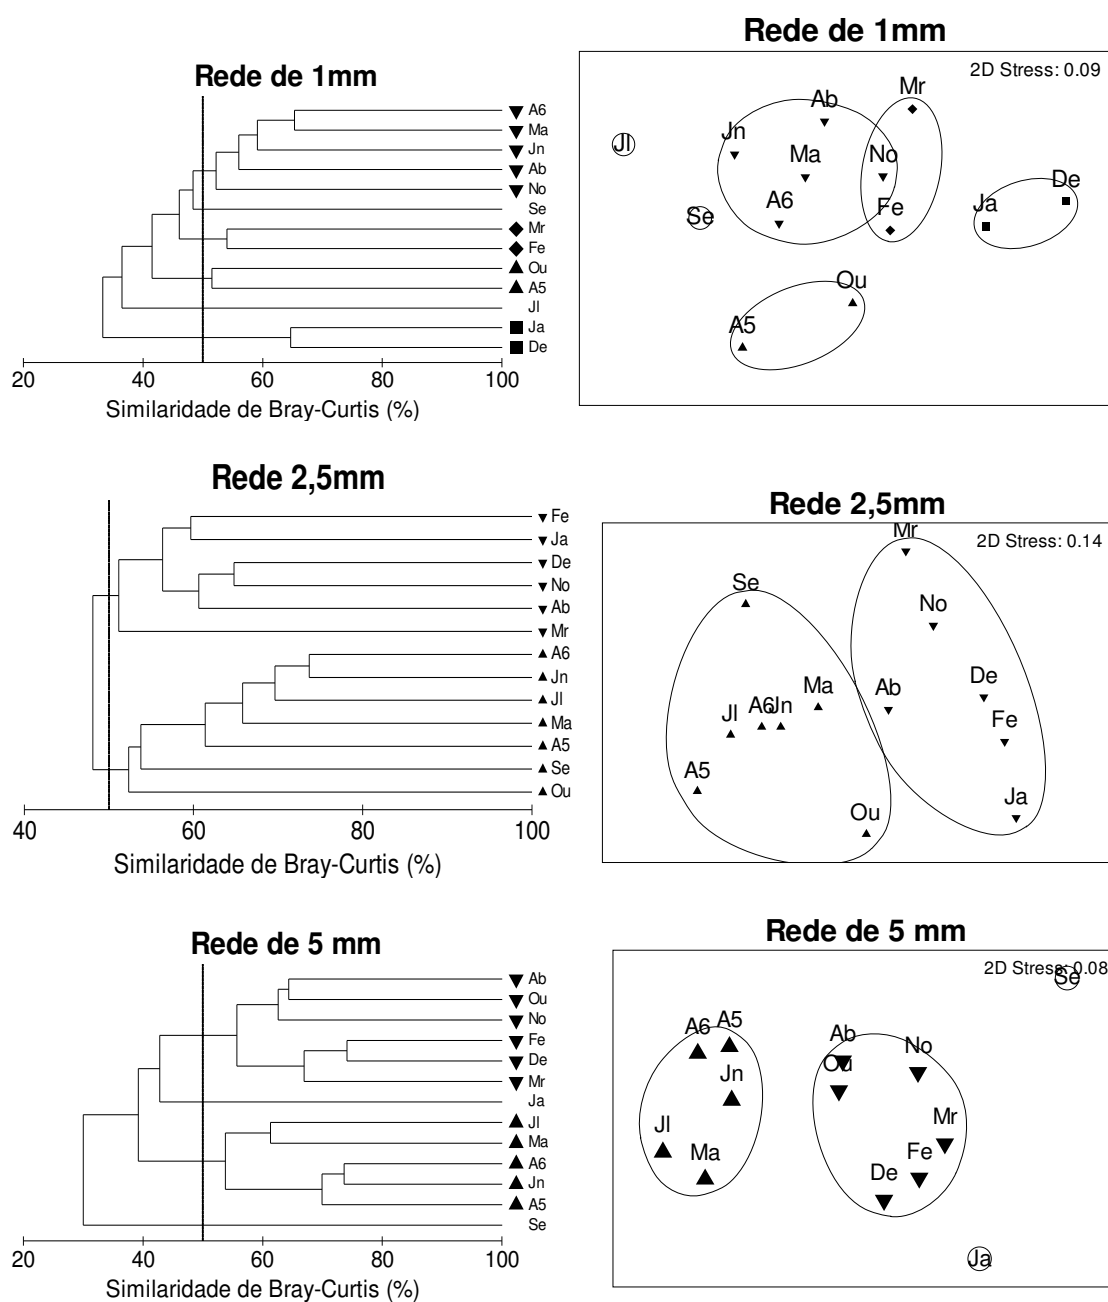 Rede de 1mm
A6
Ma
Jn
Ab
No
Se
Mr
Fe
Ou
A5
Jl
Ja
De
20 40 60 80 100
Similaridade de Bray-Curtis (%)
Rede de 1mm
2D Stress: 0.09
Mr
Ab
Jn
Jl
Ma
No
De
A6
Fe
Ja
Se
Ou
A5
Rede 2,5mm
Fe
Ja
De
No
Ab
Mr
A6
Jn
Jl
Ma
A5
Se
Ou
40 60 80 100
Similaridade de Bray-Curtis (%)
Rede 2,5mm
Mr
2D Stress: 0.14
Se
No
Ma
Ab
De
A6
Jn
Jl
Fe
A5
Ja
Ou
Rede de 5 mm
Ab
Ou
No
Fe
De
Mr
Ja
Jl
Ma
A6
Jn
A5
Se
20 40 60 80 100
Similaridade de Bray-Curtis (%)
Rede de 5 mm
2D Stress: 0.08
Se
A6
A5
Ab
No
Ou
Jn
Mr
Jl
Ma
Fe
De
Ja